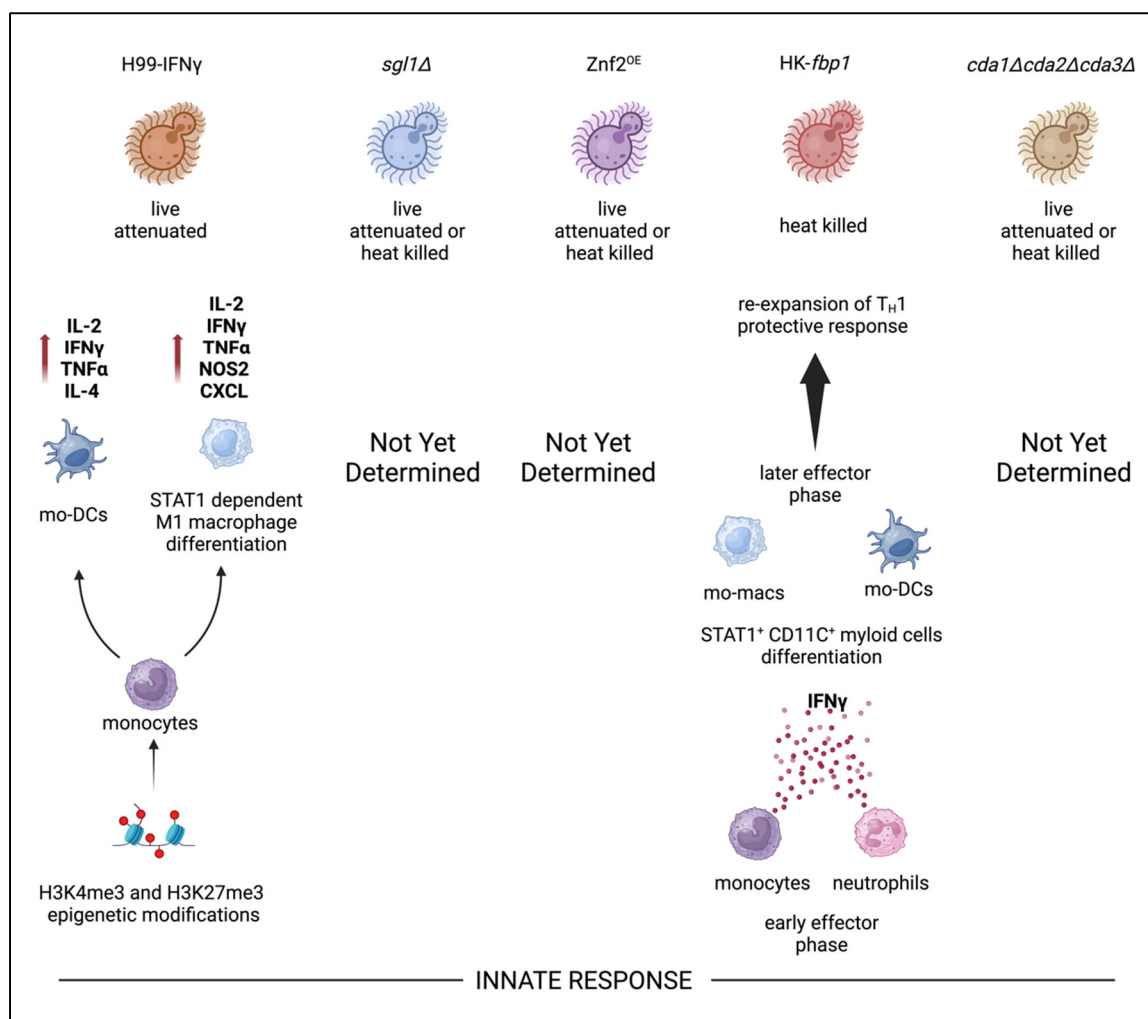 H99-IFNγ
sgl1Δ
Znf2OE
HK-fbp1
cda1Δcda2Δcda3Δ
live
attenuated
live
attenuated or
heat killed
live
attenuated or
heat killed
heat killed
live
attenuated or
heat killed
IL-2
IFNγ
TNFα
IL-4
IL-2
IFNγ
TNFα
NOS2
CXCL
mo-DCs
STAT1 dependent
M1 macrophage
differentiation
monocytes
H3K4me3 and H3K27me3
epigenetic modifications
Not Yet
Determined
Not Yet
Determined
re-expansion of TH1
protective response
later effector
phase
mo-macs
mo-DCs
STAT1+ CD11C+ myloid cells
differentiation
IFNγ
monocytes
neutrophils
early effector
phase
Not Yet
Determined
INNATE RESPONSE